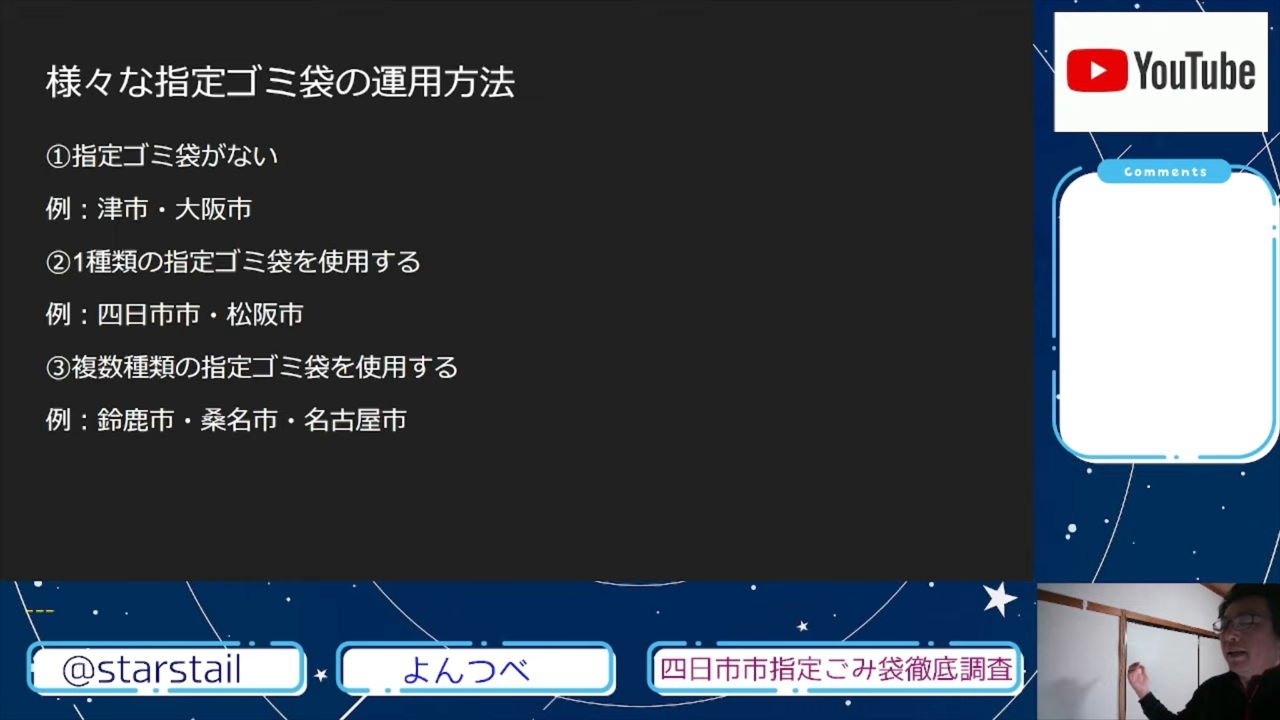 様々な指定ゴミ袋の運用方法
①指定ゴミ袋がない
例：津市・大阪市
②1種類の指定ゴミ袋を使用する
例：四日市市・松阪市
③複数種類の指定ゴミ袋を使用する
例：鈴鹿市・桑名市・名古屋市
YouTube
Comments
@starstail
よんつべ
四日市市指定ごみ袋徹底調査